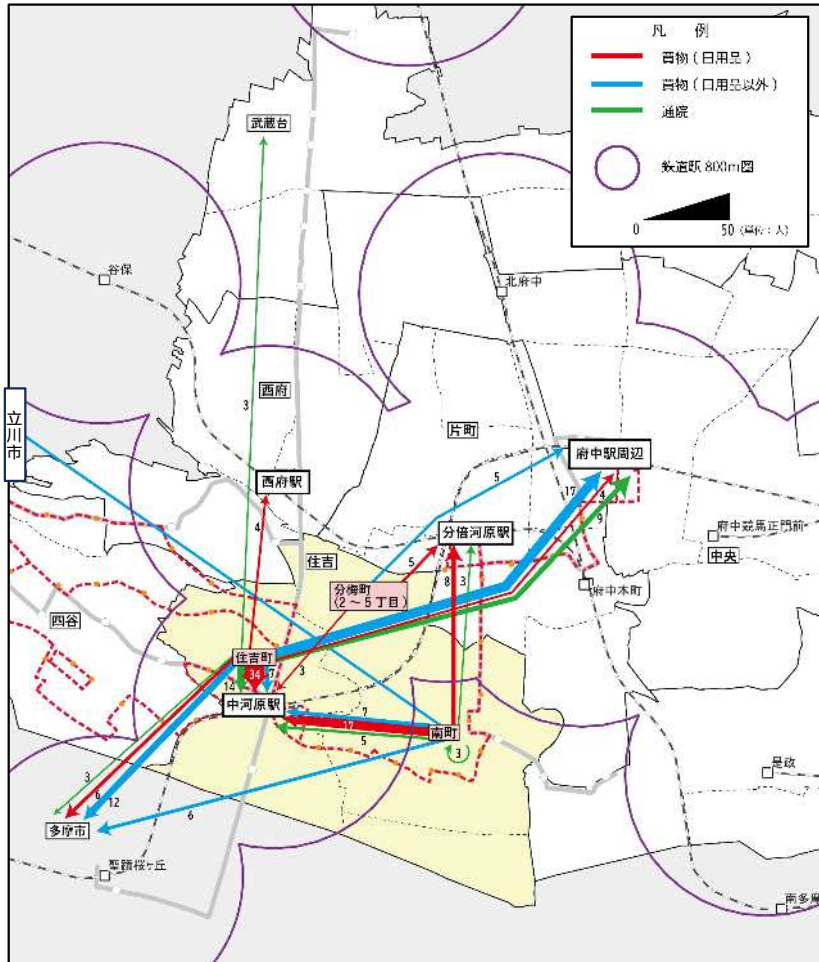 凡 例
買物(日用品)
買物(日用品以外)
通院
鉄道駅 800m圏
0 50 (単位:人)
武蔵台
谷保
北府中
立川市
3
西府
片町
府中駅周辺
西府駅
5
17
4
9
4
分倍河原駅
府中競馬正門前
住吉
5
8
3
中央
分梅町
(2～5丁目)
府中本町
四谷
住吉町
14
34
7
3
中河原駅
7
17
南町
5
3
3
6
12
6
多摩市
是政
聖蹟桜ヶ丘
南多摩